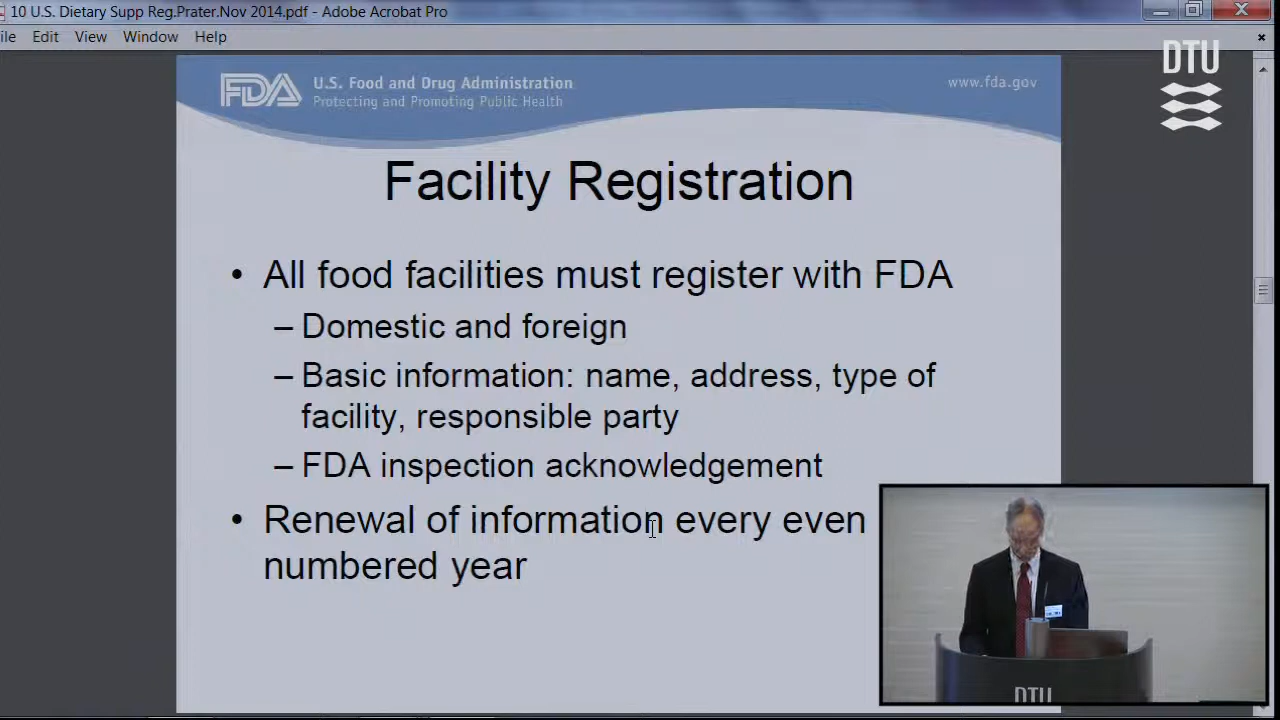 10 U.S. Dietary Supp Reg.Prater.Nov 2014.pdf - Adobe Acrobat Pro
ile Edit View Window Help
DTU
FDA U.S. Food and Drug Administration
Protecting and Promoting Public Health
www.fda.gov
Facility Registration
• All food facilities must register with FDA
– Domestic and foreign
– Basic information: name, address, type of
facility, responsible party
– FDA inspection acknowledgement
• Renewal of information every even
numbered year
DTU